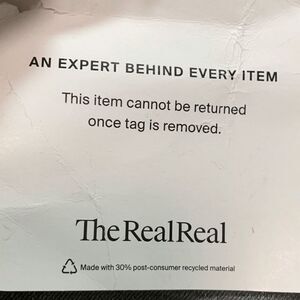 AN EXPERT BEHIND EVERY ITEM
This item cannot be returned
once tag is removed.
The RealReal
Made with 30% post-consumer recycled material